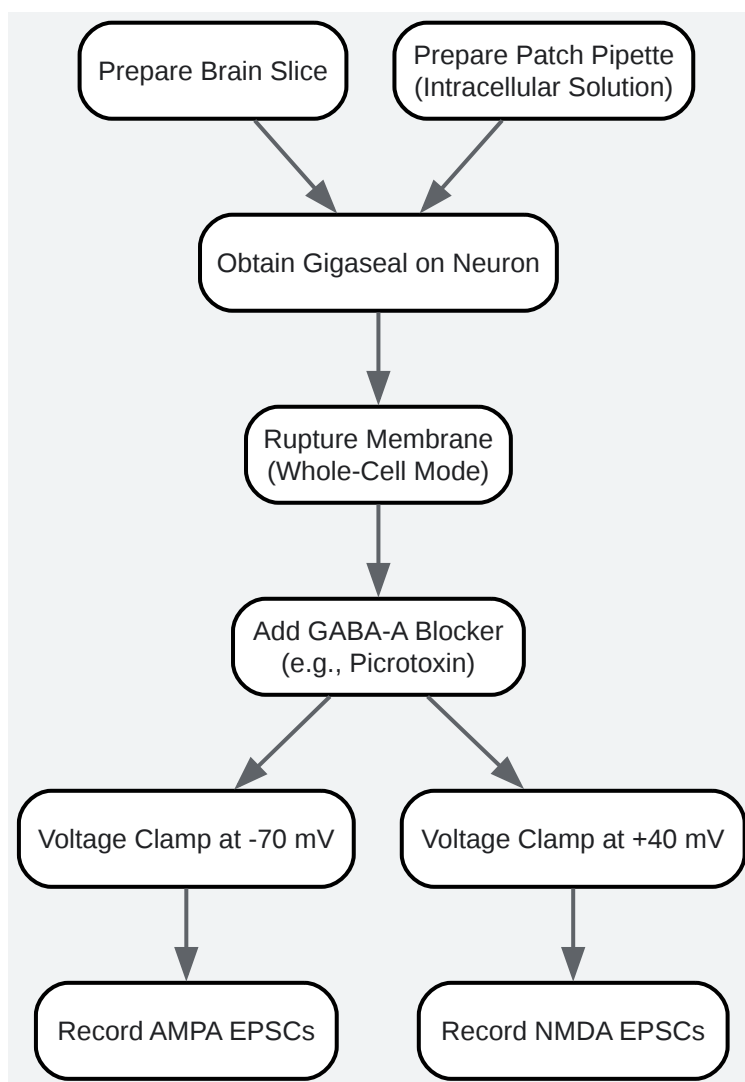 Prepare Brain Slice
Prepare Patch Pipette
(Intracellular Solution)
Obtain Gigaseal on Neuron
Rupture Membrane
(Whole-Cell Mode)
Add GABA-A Blocker
(e.g., Picrotoxin)
Voltage Clamp at -70 mV
Voltage Clamp at +40 mV
Record AMPA EPSCs
Record NMDA EPSCs